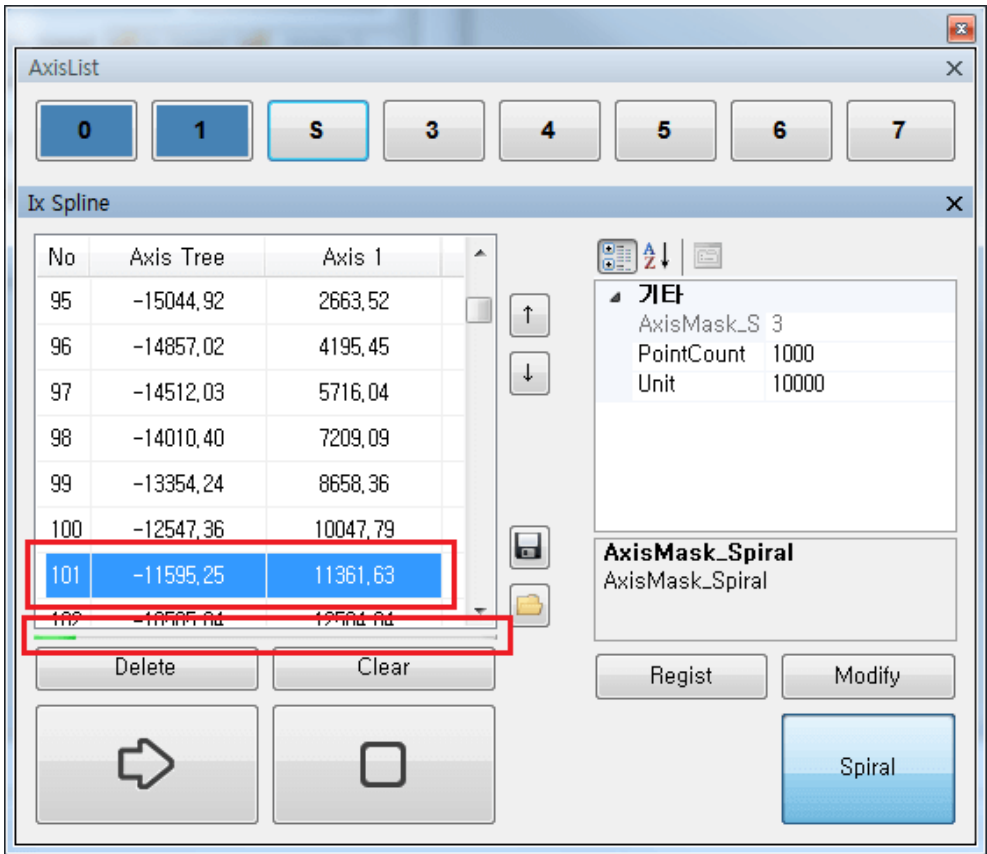 AxisList
0 1 S 3 4 5 6 7
Ix Spline
No Axis Tree Axis 1
95 -15044,92 2663,52
96 -14857,02 4195,45
97 -14512,03 5716,04
98 -14010,40 7209,09
99 -13354,24 8658,36
100 -12547,36 10047,79
101 -11595,25 11361,63
102
기타
AxisMask_S 3
PointCount 1000
Unit 10000
AxisMask_Spiral
AxisMask_Spiral
Delete Clear
Regist Modify
Spiral